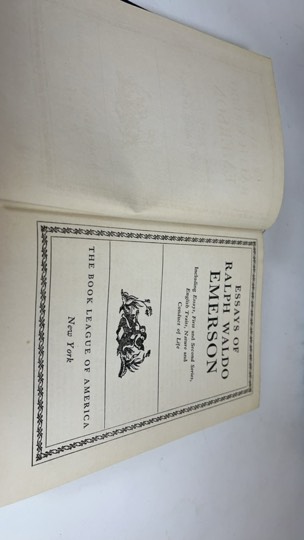 ESSAYS OF
RALPH WALDO
EMERSON
Including Essays, First and Second Series,
English Traits, Nature and
Conduct of Life
THE BOOK LEAGUE OF AMERICA
New York